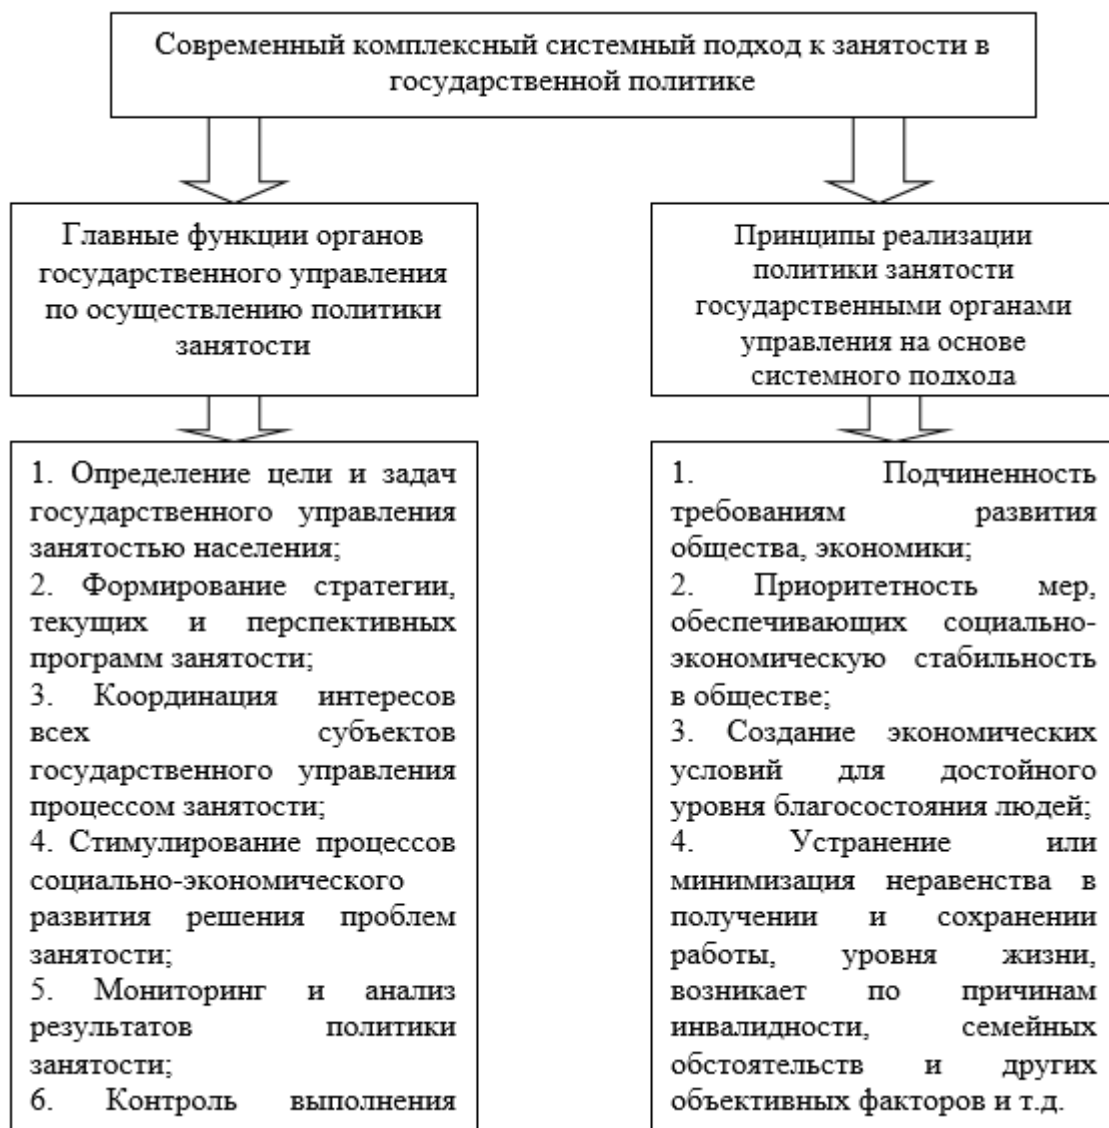 Современный комплексный системный подход к занятости в
государственной политике
Главные функции органов
государственного управления
по осуществлению политики
занятости
Принципы реализации
политики занятости
государственными органами
управления на основе
системного подхода
1. Определение цели и задач
государственного управления
занятостью населения;
2. Формирование стратегии,
текущих и перспективных
программ занятости;
3. Координация интересов
всех субъектов
государственного управления
процессом занятости;
4. Стимулирование процессов
социально-экономического
развития решения проблем
занятости;
5. Мониторинг и анализ
результатов политики
занятости;
6. Контроль выполнения
1. Подчиненность
требованиям развития
общества, экономики;
2. Приоритетность мер,
обеспечивающих социально-
экономическую стабильность
в обществе;
3. Создание экономических
условий для достойного
уровня благосостояния людей;
4. Устранение или
минимизация неравенства в
получении и сохранении
работы, уровня жизни,
возникает по причинам
инвалидности, семейных
обстоятельств и других
объективных факторов и т.д.